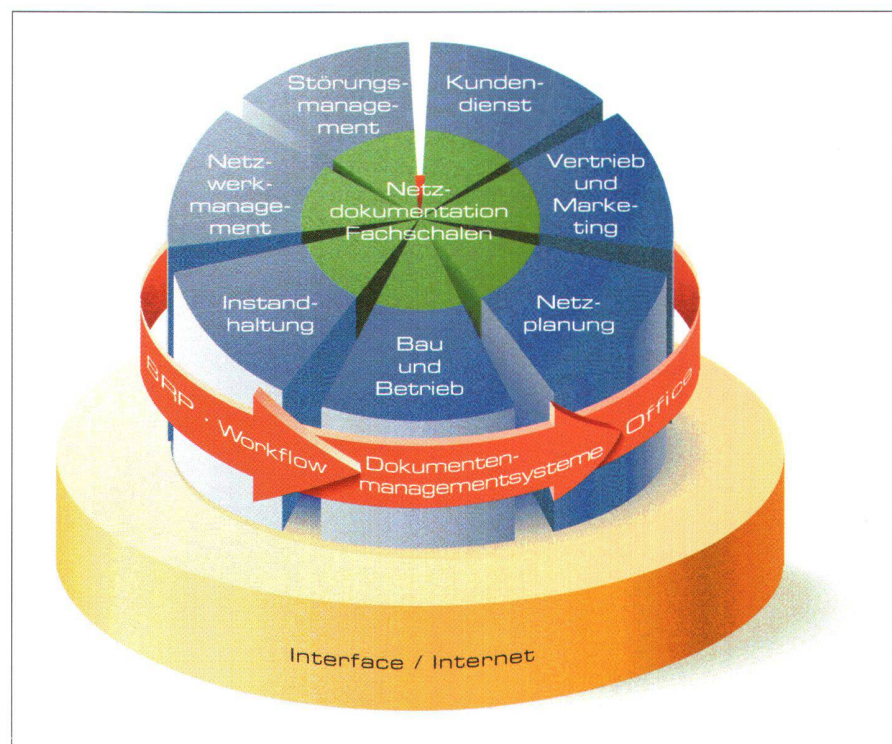 Störungs-
manage-
ment
Kunden-
dienst
Netz-
werk-
manage-
ment
Netz-
dokumentation
Fachschalen
Vertrieb
und
Marke-
ting
Instand-
haltung
Bau
und
Betrieb
Netz-
planung
BRP · Workflow
Dokumenten-
managementsysteme
Office
Interface / Internet